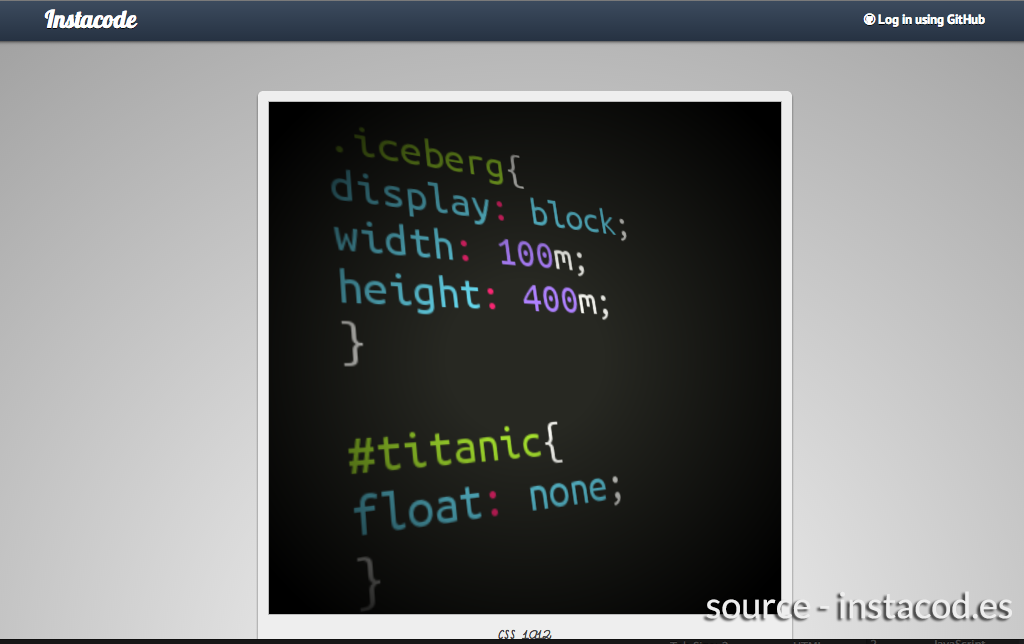 Instacode
Log in using GitHub
.iceberg{
display: block;
width: 100m;
height: 400m;
}
#titanic{
float: none;
}
source - instacod.es
CSS 1912